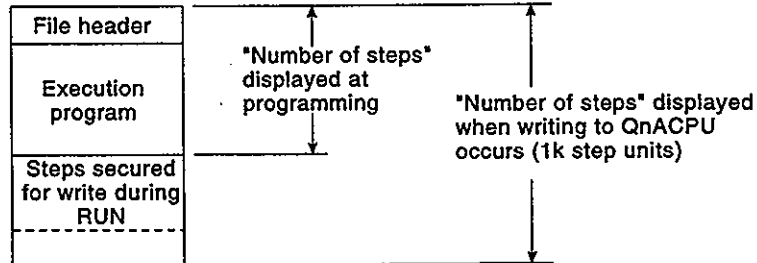 File header
Execution
program
Steps secured
for write during
RUN
"Number of steps"
displayed at
programming
"Number of steps" displayed
when writing to QnACPU
occurs (1k step units)